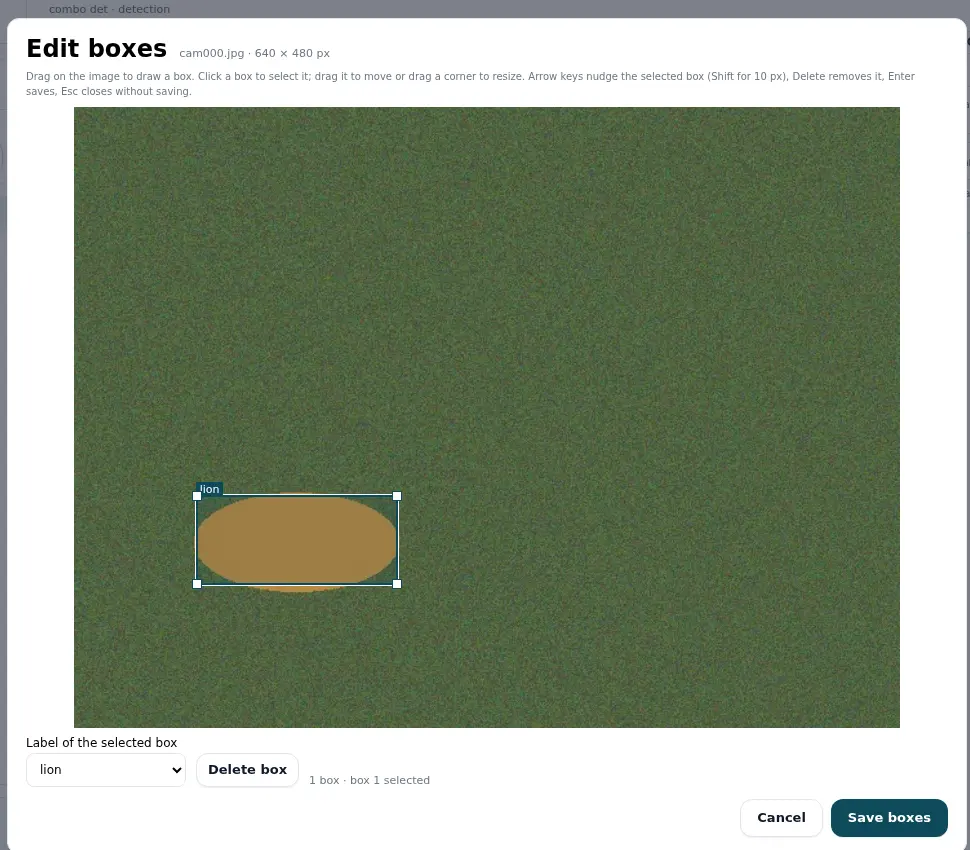 combo det · detection
Edit boxes cam000.jpg · 640 × 480 px
Drag on the image to draw a box. Click a box to select it; drag it to move or drag a corner to resize. Arrow keys nudge the selected box (Shift for 10 px), Delete removes it, Enter
saves, Esc closes without saving.
lion
Label of the selected box
lion Delete box 1 box · box 1 selected
Cancel Save boxes